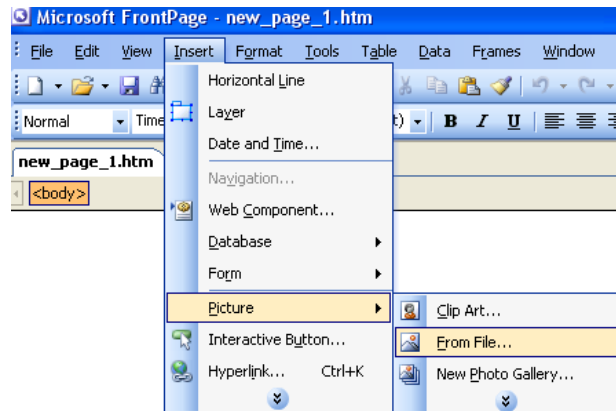 Microsoft FrontPage - new_page_1.htm
File Edit View Insert Format Tools Table Data Frames Window
Normal Time t) B I U
new_page_1.htm
<body>
Horizontal Line
Layer
Date and Time...
Navigation...
Web Component...
Database
Form
Picture
Interactive Button...
Hyperlink... Ctrl+K
Clip Art...
From File...
New Photo Gallery...